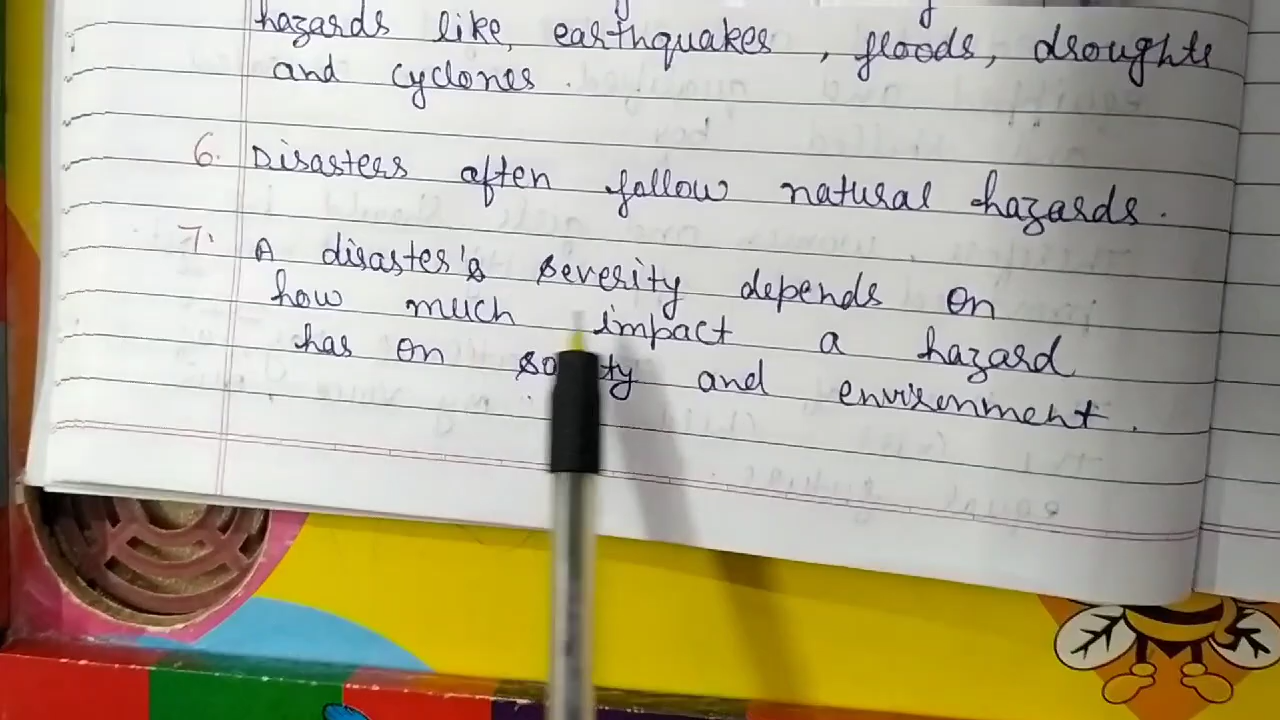 hazards like, earthquakes, floods, droughts
and cyclones.
6. Disasters often follow natural hazards.
7. A disaster's severity depends on
how much impact a hazard
has on and environment.